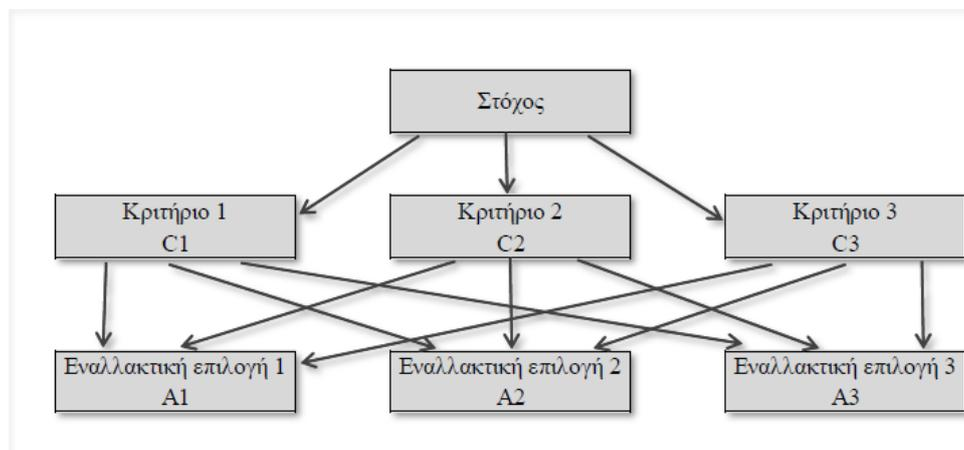 Στόχος
Κριτήριο 1
C1
Κριτήριο 2
C2
Κριτήριο 3
C3
Εναλλακτική επιλογή 1
A1
Εναλλακτική επιλογή 2
A2
Εναλλακτική επιλογή 3
A3